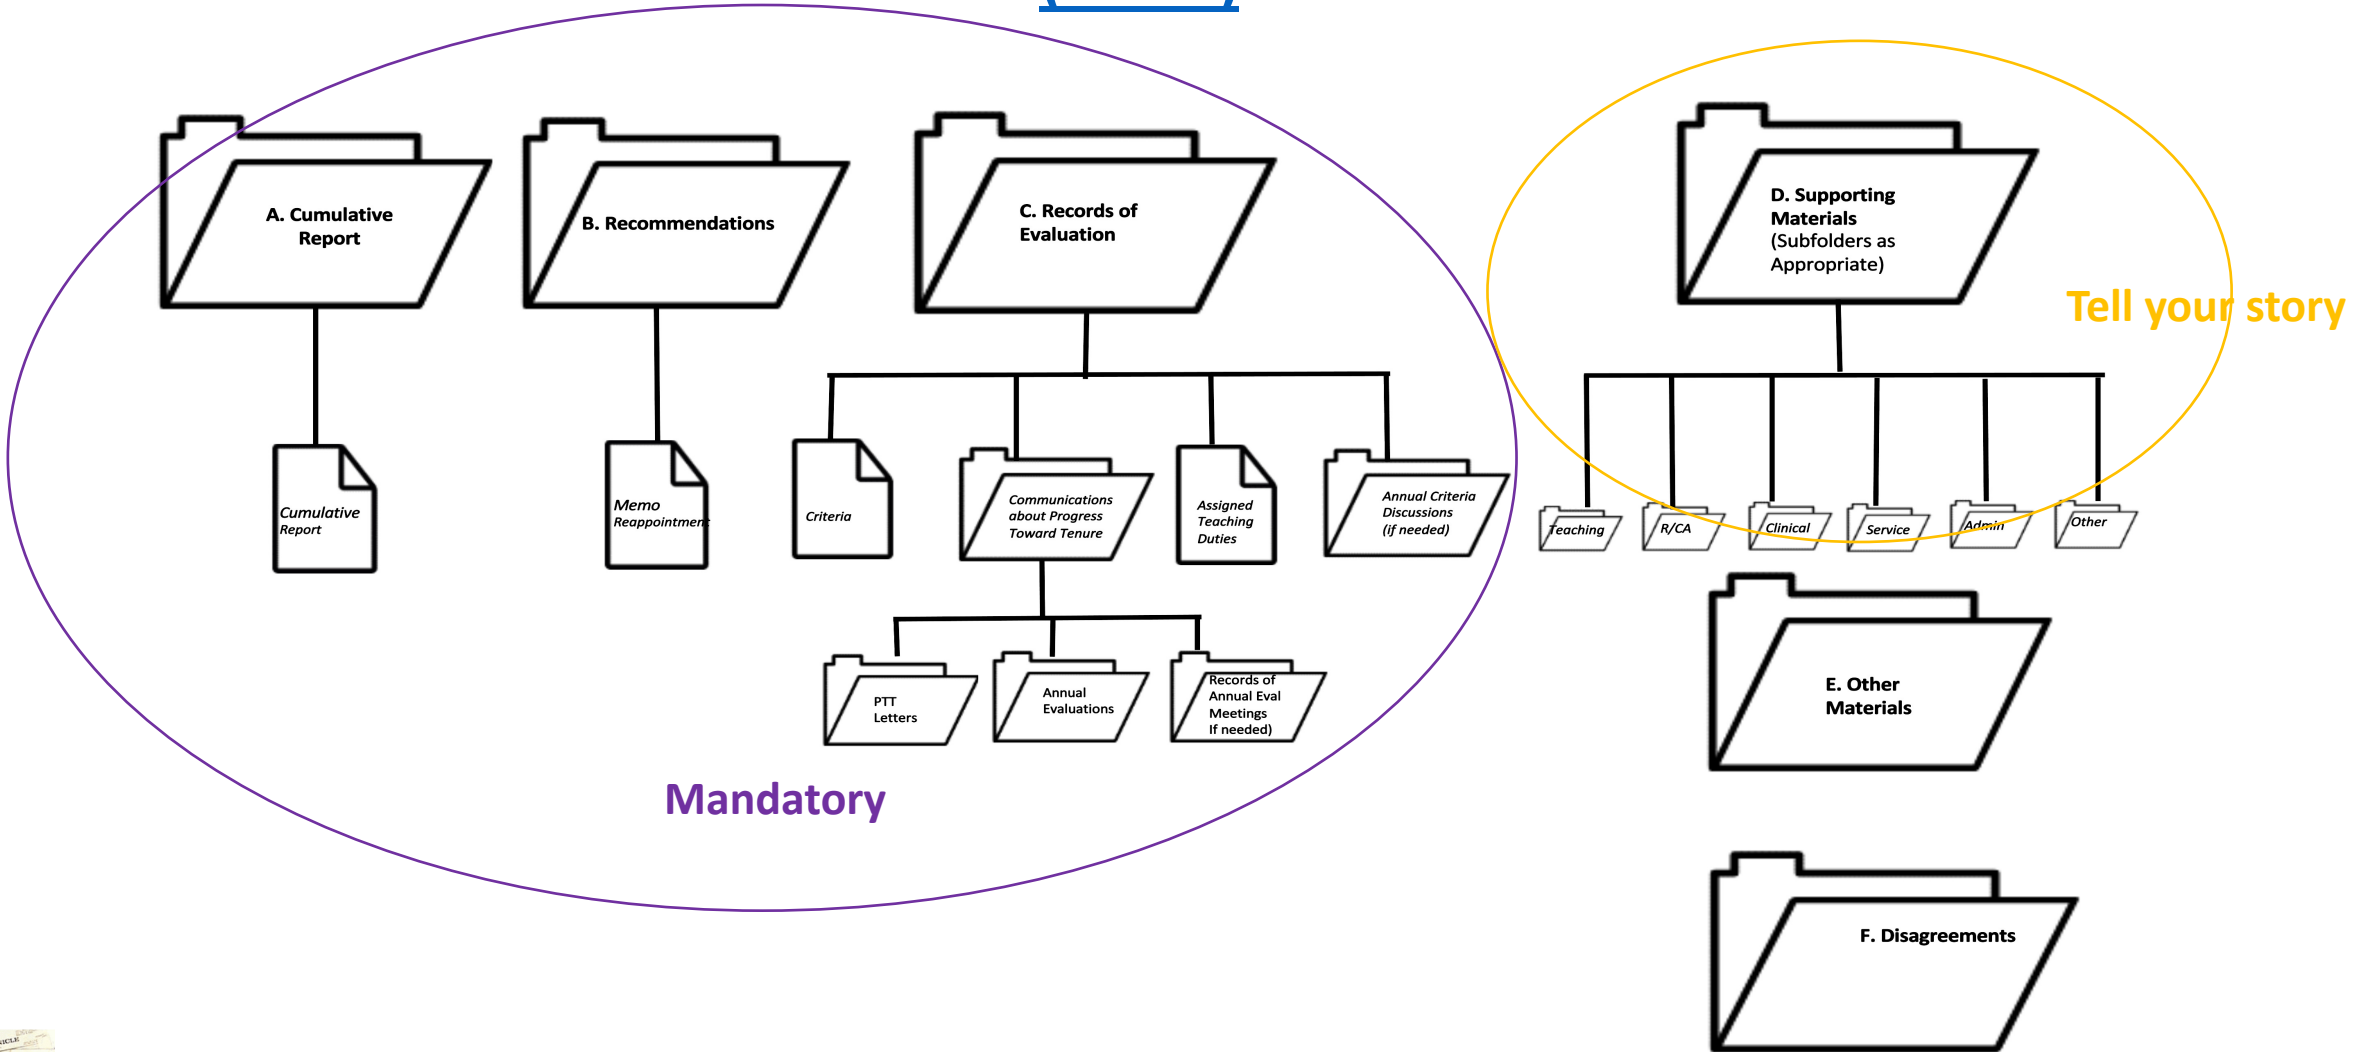 A. Cumulative
Report
B. Recommendations
C. Records of
Evaluation
D. Supporting
Materials
(Subfolders as
Appropriate)
Tell your story
Cumulative
Report
Memo
Reappointment
Criteria
Communications
about Progress
Toward Tenure
Assigned
Teaching
Duties
Annual Criteria
Discussions
(if needed)
Teaching
R/CA
Clinical
Service
Admin
Other
PTT
Letters
Annual
Evaluations
Records of
Annual Eval
Meetings
If needed)
E. Other
Materials
Mandatory
F. Disagreements